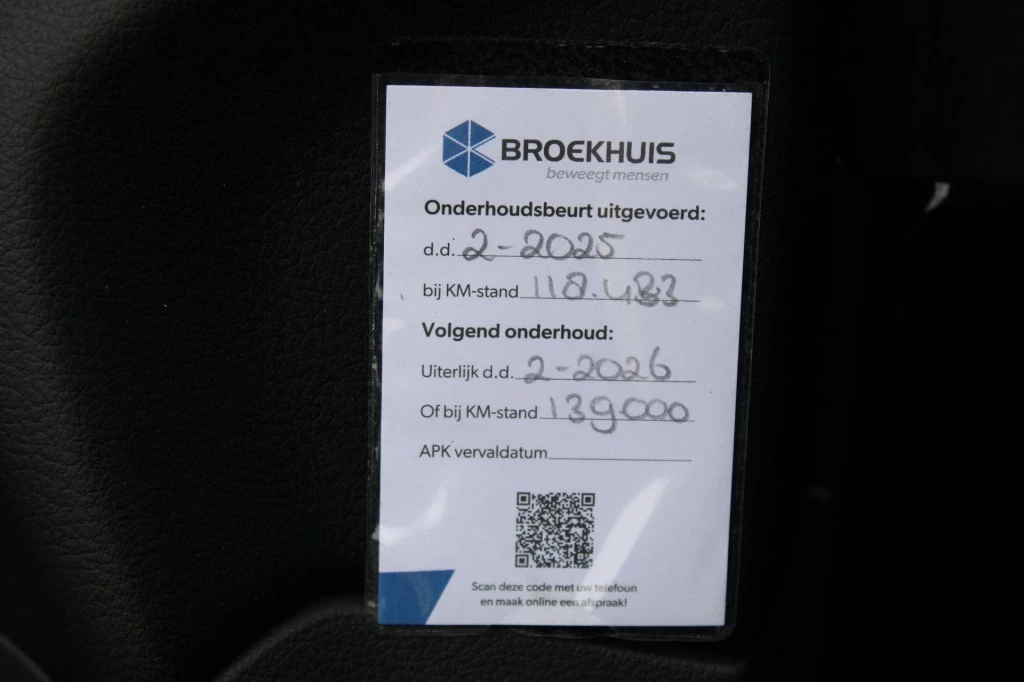 BROEKHUIS
beweegt mensen
Onderhoudsbeurt uitgevoerd:
d.d. 2-2025
bij KM-stand 118.483
Volgend onderhoud:
Uiterlijk d.d. 2-2026
Of bij KM-stand 139000
APK vervaldatum
Scan deze code met uw telefoon
en maak online een afspraak!